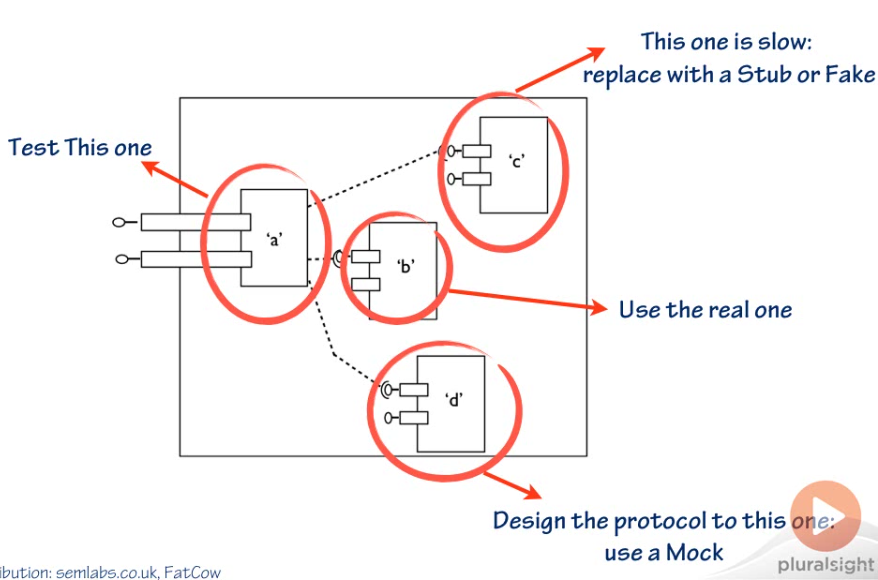 This one is slow:
replace with a Stub or Fake
Test This one
'c'
'a'
'b'
Use the real one
'd'
Design the protocol to this one:
use a Mock
pluralsight
ibution: semlabs.co.uk, FatCow